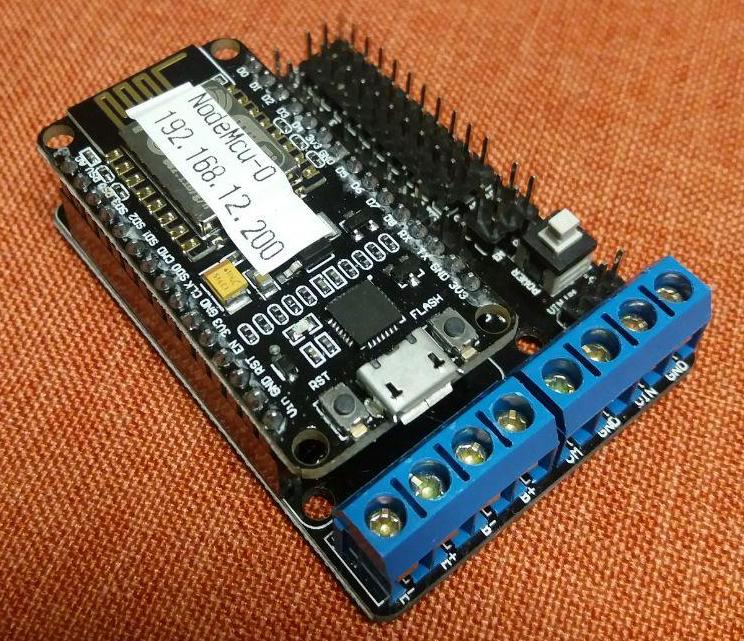 NodeMcu-0
192.168.12.200
D0
D1
D2
D3
D4
3V3
GND
D5
D6
D7
D8
RX
TX
GND
3V3
SD3
SD2
SD1
CMD
SD0
CLK
GND
3V3
EN
RST
GND
Vin
FLASH
RST
POWER
A-
A+
B-
B+
VM
GND
VIN
GND